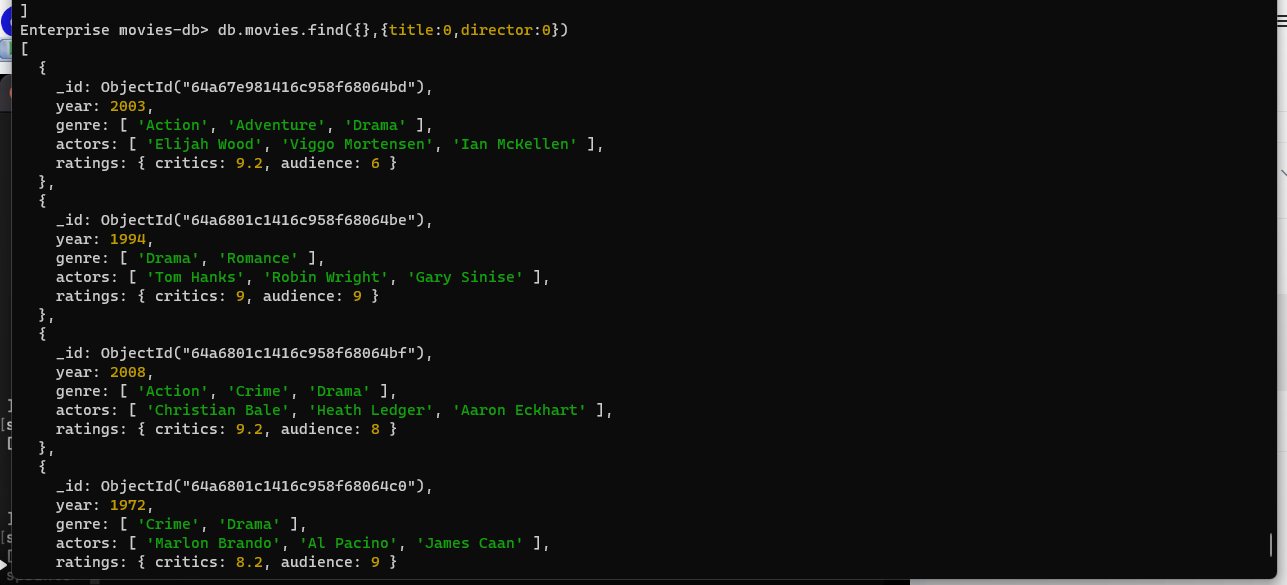 ]
Enterprise movies-db> db.movies.find({},{title:0,director:0})
[
  {
    _id: ObjectId("64a67e981416c958f68064bd"),
    year: 2003,
    genre: [ 'Action', 'Adventure', 'Drama' ],
    actors: [ 'Elijah Wood', 'Viggo Mortensen', 'Ian McKellen' ],
    ratings: { critics: 9.2, audience: 6 }
  },
  {
    _id: ObjectId("64a6801c1416c958f68064be"),
    year: 1994,
    genre: [ 'Drama', 'Romance' ],
    actors: [ 'Tom Hanks', 'Robin Wright', 'Gary Sinise' ],
    ratings: { critics: 9, audience: 9 }
  },
  {
    _id: ObjectId("64a6801c1416c958f68064bf"),
    year: 2008,
    genre: [ 'Action', 'Crime', 'Drama' ],
    actors: [ 'Christian Bale', 'Heath Ledger', 'Aaron Eckhart' ],
    ratings: { critics: 9.2, audience: 8 }
  },
  {
    _id: ObjectId("64a6801c1416c958f68064c0"),
    year: 1972,
    genre: [ 'Crime', 'Drama' ],
    actors: [ 'Marlon Brando', 'Al Pacino', 'James Caan' ],
    ratings: { critics: 8.2, audience: 9 }